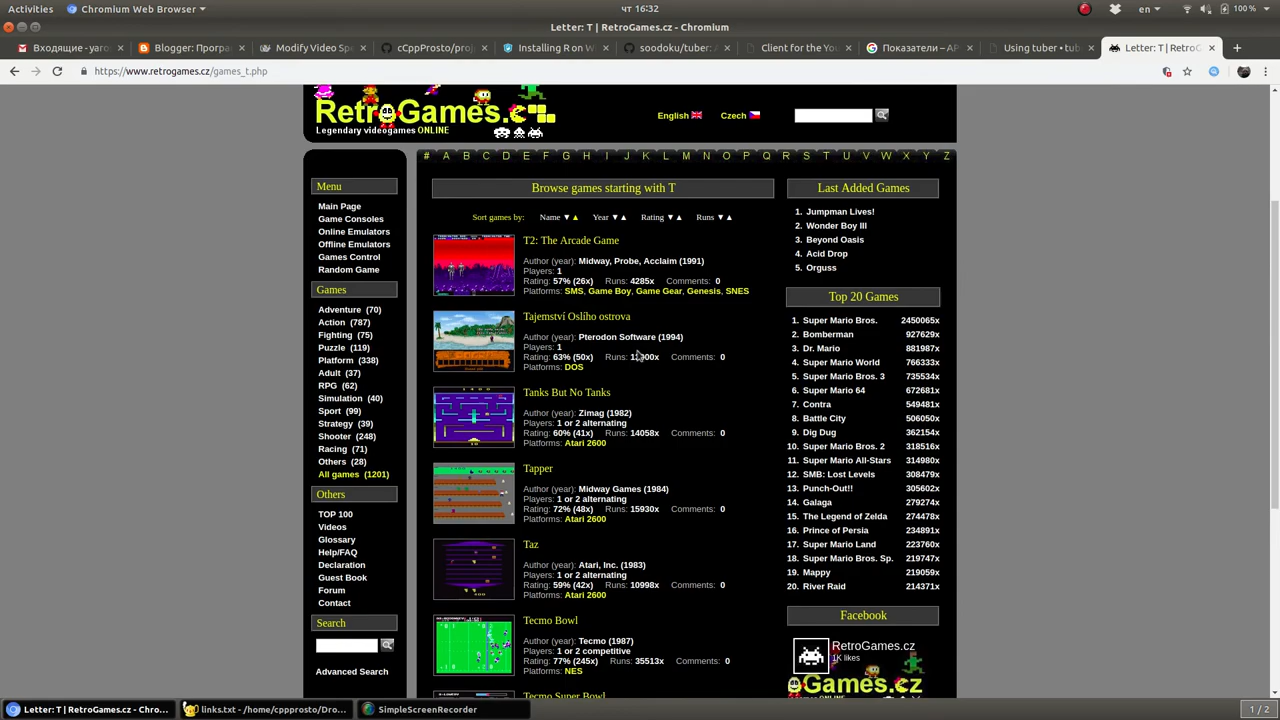 Activities Chromium Web Browser чт 16:32 en 100 %
Letter: T | RetroGames.cz - Chromium
Входящие - yaro Blogger: Програ Modify Video Spe cCppProsto/proj Installing R on W soodoku/tuber: A Client for the You Показатели – API Using tuber • tub Letter: T | RetroG
https://www.retrogames.cz/games_t.php
RetroGames.cz
Legendary videogames ONLINE
English Czech
# A B C D E F G H I J K L M N O P Q R S T U V W X Y Z
Menu
Main Page
Game Consoles
Online Emulators
Offline Emulators
Games Control
Random Game
Games
Adventure (70)
Action (787)
Fighting (75)
Puzzle (119)
Platform (338)
Adult (37)
RPG (62)
Simulation (40)
Sport (99)
Strategy (39)
Shooter (248)
Racing (71)
Others (28)
All games (1201)
Others
TOP 100
Videos
Glossary
Help/FAQ
Declaration
Guest Book
Forum
Contact
Search
Advanced Search
Browse games starting with T
Sort games by: Name ▼▲ Year ▼▲ Rating ▼▲ Runs ▼▲
T2: The Arcade Game
Author (year): Midway, Probe, Acclaim (1991)
Players: 1
Rating: 57% (26x) Runs: 4285x Comments: 0
Platforms: SMS, Game Boy, Game Gear, Genesis, SNES
Tajemství Oslího ostrova
Author (year): Pterodon Software (1994)
Players: 1
Rating: 63% (50x) Runs: Comments: 0
Platforms: DOS
Tanks But No Tanks
Author (year): Zimag (1982)
Players: 1 or 2 alternating
Rating: 60% (41x) Runs: 14058x Comments: 0
Platforms: Atari 2600
Tapper
Author (year): Midway Games (1984)
Players: 1 or 2 alternating
Rating: 72% (48x) Runs: 15930x Comments: 0
Platforms: Atari 2600
Taz
Author (year): Atari, Inc. (1983)
Players: 1 or 2 alternating
Rating: 59% (42x) Runs: 10998x Comments: 0
Platforms: Atari 2600
Tecmo Bowl
Author (year): Tecmo (1987)
Players: 1 or 2 competitive
Rating: 77% (245x) Runs: 35513x Comments: 0
Platforms: NES
Tecmo Super Bowl
Last Added Games
1. Jumpman Lives!
2. Wonder Boy III
3. Beyond Oasis
4. Acid Drop
5. Orguss
Top 20 Games
1. Super Mario Bros. 2450065x
2. Bomberman 927629x
3. Dr. Mario 881987x
4. Super Mario World 766333x
5. Super Mario Bros. 3 735534x
6. Super Mario 64 672681x
7. Contra 549481x
8. Battle City 506050x
9. Dig Dug 362154x
10. Super Mario Bros. 2 318516x
11. Super Mario All-Stars 314980x
12. SMB: Lost Levels 308479x
13. Punch-Out!! 305602x
14. Galaga 279274x
15. The Legend of Zelda 274478x
16. Prince of Persia 234891x
17. Super Mario Land 223760x
18. Super Mario Bros. Sp. 219747x
19. Mappy 219059x
20. River Raid 214371x
Facebook
RetroGames.cz
1K likes
Games.cz
Letter: T | RetroGames.cz - Chro... links.txt - /home/cppprosto/Dro... SimpleScreenRecorder 1 / 2